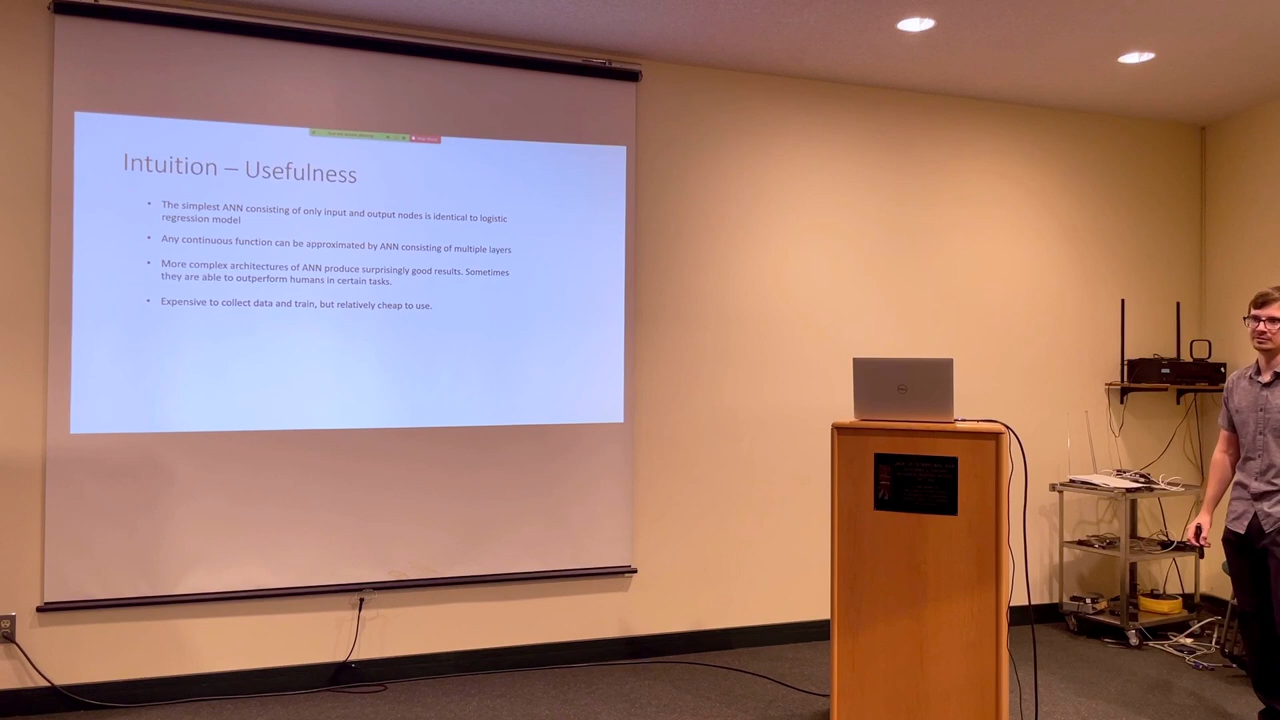 Intuition – Usefulness
• The simplest ANN consisting of only input and output nodes is identical to logistic
regression model
• Any continuous function can be approximated by ANN consisting of multiple layers
• More complex architectures of ANN produce surprisingly good results. Sometimes
they are able to outperform humans in certain tasks.
• Expensive to collect data and train, but relatively cheap to use.
DELL